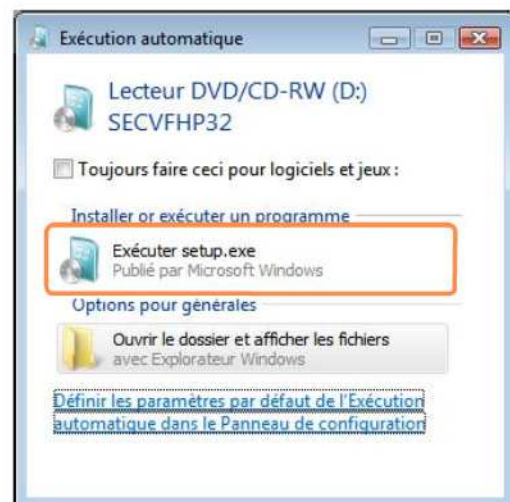 Exécution automatique
Lecteur DVD/CD-RW (D:)
SECVFHP32
Toujours faire ceci pour logiciels et jeux :
Installer or exécuter un programme
Exécuter setup.exe
Publié par Microsoft Windows
Options pour générales
Ouvrir le dossier et afficher les fichiers
avec Explorateur Windows
Définir les paramètres par défaut de l'Exécution
automatique dans le Panneau de configuration